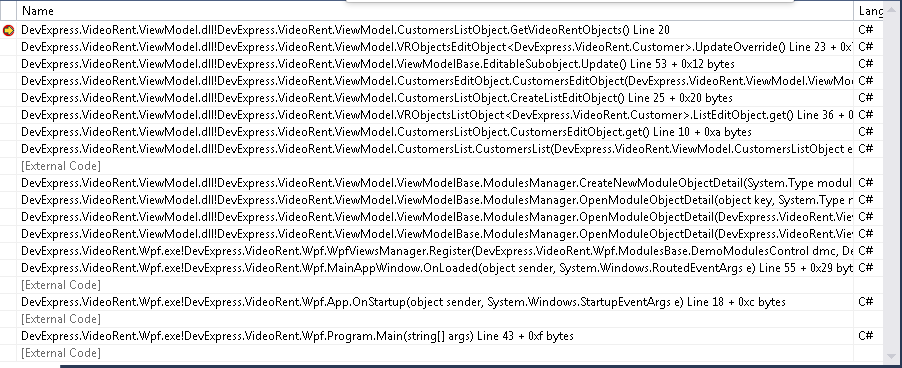 Name Lang
DevExpress.VideoRent.ViewModel.dll!DevExpress.VideoRent.ViewModel.CustomersListObject.GetVideoRentObjects() Line 20 C#
DevExpress.VideoRent.ViewModel.dll!DevExpress.VideoRent.ViewModel.VRObjectsEditObject<DevExpress.VideoRent.Customer>.UpdateOverride() Line 23 + 0x C#
DevExpress.VideoRent.ViewModel.dll!DevExpress.VideoRent.ViewModel.ViewModelBase.EditableSubobject.Update() Line 53 + 0x12 bytes C#
DevExpress.VideoRent.ViewModel.dll!DevExpress.VideoRent.ViewModel.CustomersEditObject.CustomersEditObject(DevExpress.VideoRent.ViewModel.ViewMo C#
DevExpress.VideoRent.ViewModel.dll!DevExpress.VideoRent.ViewModel.CustomersListObject.CreateListEditObject() Line 25 + 0x20 bytes C#
DevExpress.VideoRent.ViewModel.dll!DevExpress.VideoRent.ViewModel.VRObjectsListObject<DevExpress.VideoRent.Customer>.ListEditObject.get() Line 36 + 0 C#
DevExpress.VideoRent.ViewModel.dll!DevExpress.VideoRent.ViewModel.CustomersListObject.CustomersEditObject.get() Line 10 + 0xa bytes C#
DevExpress.VideoRent.ViewModel.dll!DevExpress.VideoRent.ViewModel.CustomersList.CustomersList(DevExpress.VideoRent.ViewModel.CustomersListObject e C#
[External Code]
DevExpress.VideoRent.ViewModel.dll!DevExpress.VideoRent.ViewModel.ViewModelBase.ModulesManager.CreateNewModuleObjectDetail(System.Type modul C#
DevExpress.VideoRent.ViewModel.dll!DevExpress.VideoRent.ViewModel.ViewModelBase.ModulesManager.OpenModuleObjectDetail(object key, System.Type C#
DevExpress.VideoRent.ViewModel.dll!DevExpress.VideoRent.ViewModel.ViewModelBase.ModulesManager.OpenModuleObjectDetail(DevExpress.VideoRent.Vie C#
DevExpress.VideoRent.ViewModel.dll!DevExpress.VideoRent.ViewModel.ViewModelBase.ModulesManager.OpenModuleObjectDetail(DevExpress.VideoRent.Vie C#
DevExpress.VideoRent.Wpf.exe!DevExpress.VideoRent.Wpf.WpfViewsManager.Register(DevExpress.VideoRent.Wpf.ModulesBase.DemoModulesControl dmc, De C#
DevExpress.VideoRent.Wpf.exe!DevExpress.VideoRent.Wpf.MainAppWindow.OnLoaded(object sender, System.Windows.RoutedEventArgs e) Line 55 + 0x29 byt C#
[External Code]
DevExpress.VideoRent.Wpf.exe!DevExpress.VideoRent.Wpf.App.OnStartup(object sender, System.Windows.StartupEventArgs e) Line 18 + 0xc bytes C#
[External Code]
DevExpress.VideoRent.Wpf.exe!DevExpress.VideoRent.Wpf.Program.Main(string[] args) Line 43 + 0xf bytes C#
[External Code]